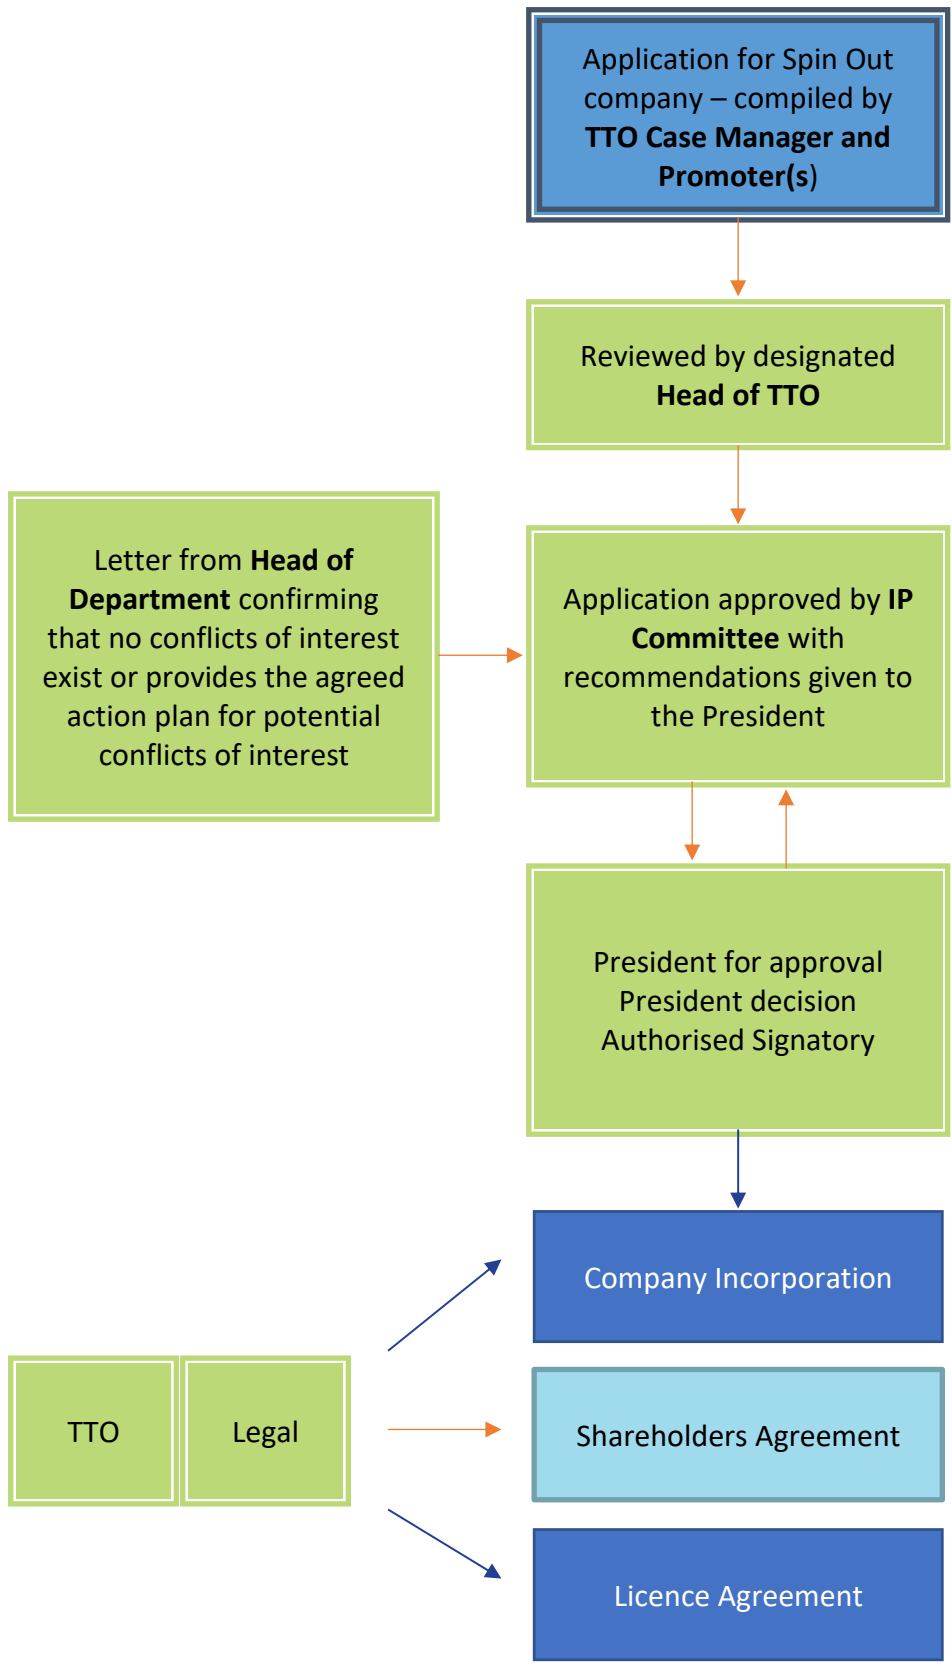 Application for Spin Out
company – compiled by
TTO Case Manager and
Promoter(s)
Reviewed by designated
Head of TTO
Letter from Head of
Department confirming
that no conflicts of interest
exist or provides the agreed
action plan for potential
conflicts of interest
Application approved by IP
Committee with
recommendations given to
the President
President for approval
President decision
Authorised Signatory
Company Incorporation
TTO
Legal
Shareholders Agreement
Licence Agreement